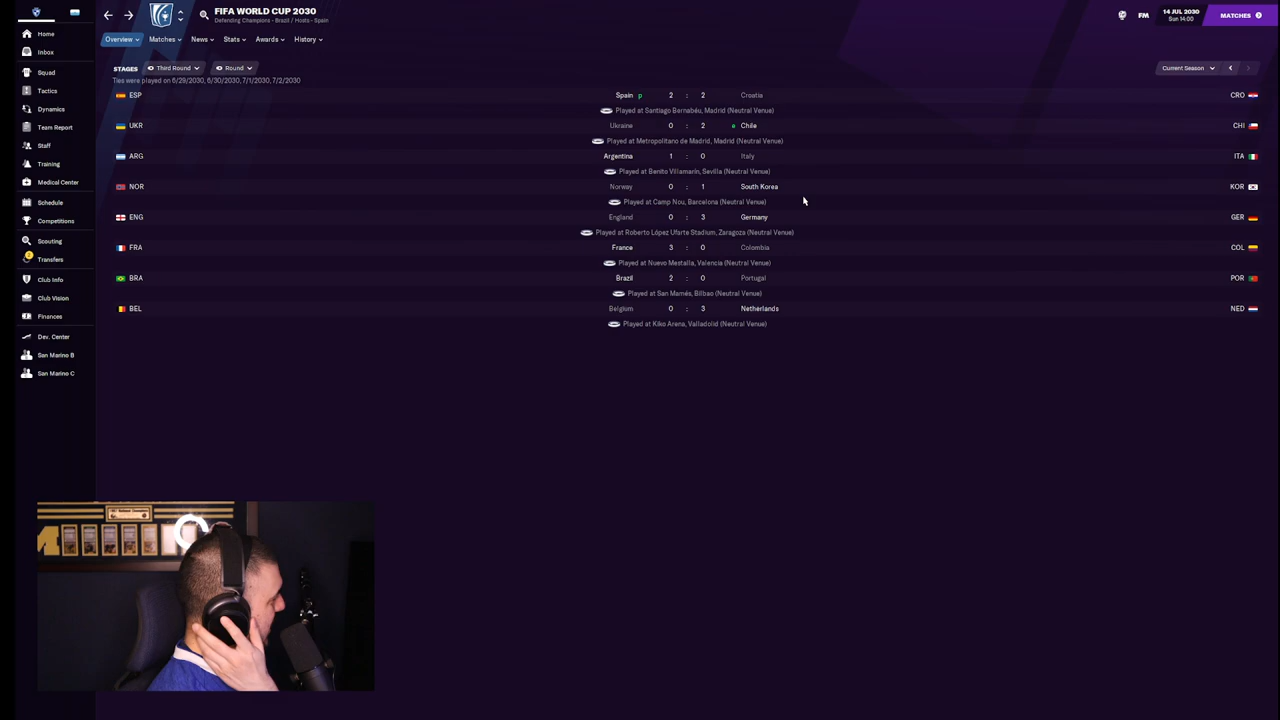 FIFA WORLD CUP 2030
Defending Champions - Brazil / Hosts - Spain
FM
14 JUL 2030
Sun 14:00
MATCHES
Overview
Matches
News
Stats
Awards
History
Home
Inbox
Squad
Tactics
Dynamics
Team Report
Staff
Training
Medical Center
Schedule
Competitions
Scouting
Transfers
Club Info
Club Vision
Finances
Dev. Center
San Marino B
San Marino C
STAGES
Third Round
Round
Current Season
Ties were played on 6/29/2030, 6/30/2030, 7/1/2030, 7/2/2030
ESP Spain p 2 : 2 Croatia CRO
Played at Santiago Bernabéu, Madrid (Neutral Venue)
UKR Ukraine 0 : 2 e Chile CHI
Played at Metropolitano de Madrid, Madrid (Neutral Venue)
ARG Argentina 1 : 0 Italy ITA
Played at Benito Villamarín, Sevilla (Neutral Venue)
NOR Norway 0 : 1 South Korea KOR
Played at Camp Nou, Barcelona (Neutral Venue)
ENG England 0 : 3 Germany GER
Played at Roberto López Ufarte Stadium, Zaragoza (Neutral Venue)
FRA France 3 : 0 Colombia COL
Played at Nuevo Mestalla, Valencia (Neutral Venue)
BRA Brazil 2 : 0 Portugal POR
Played at San Mamés, Bilbao (Neutral Venue)
BEL Belgium 0 : 3 Netherlands NED
Played at Kiko Arena, Valladolid (Neutral Venue)